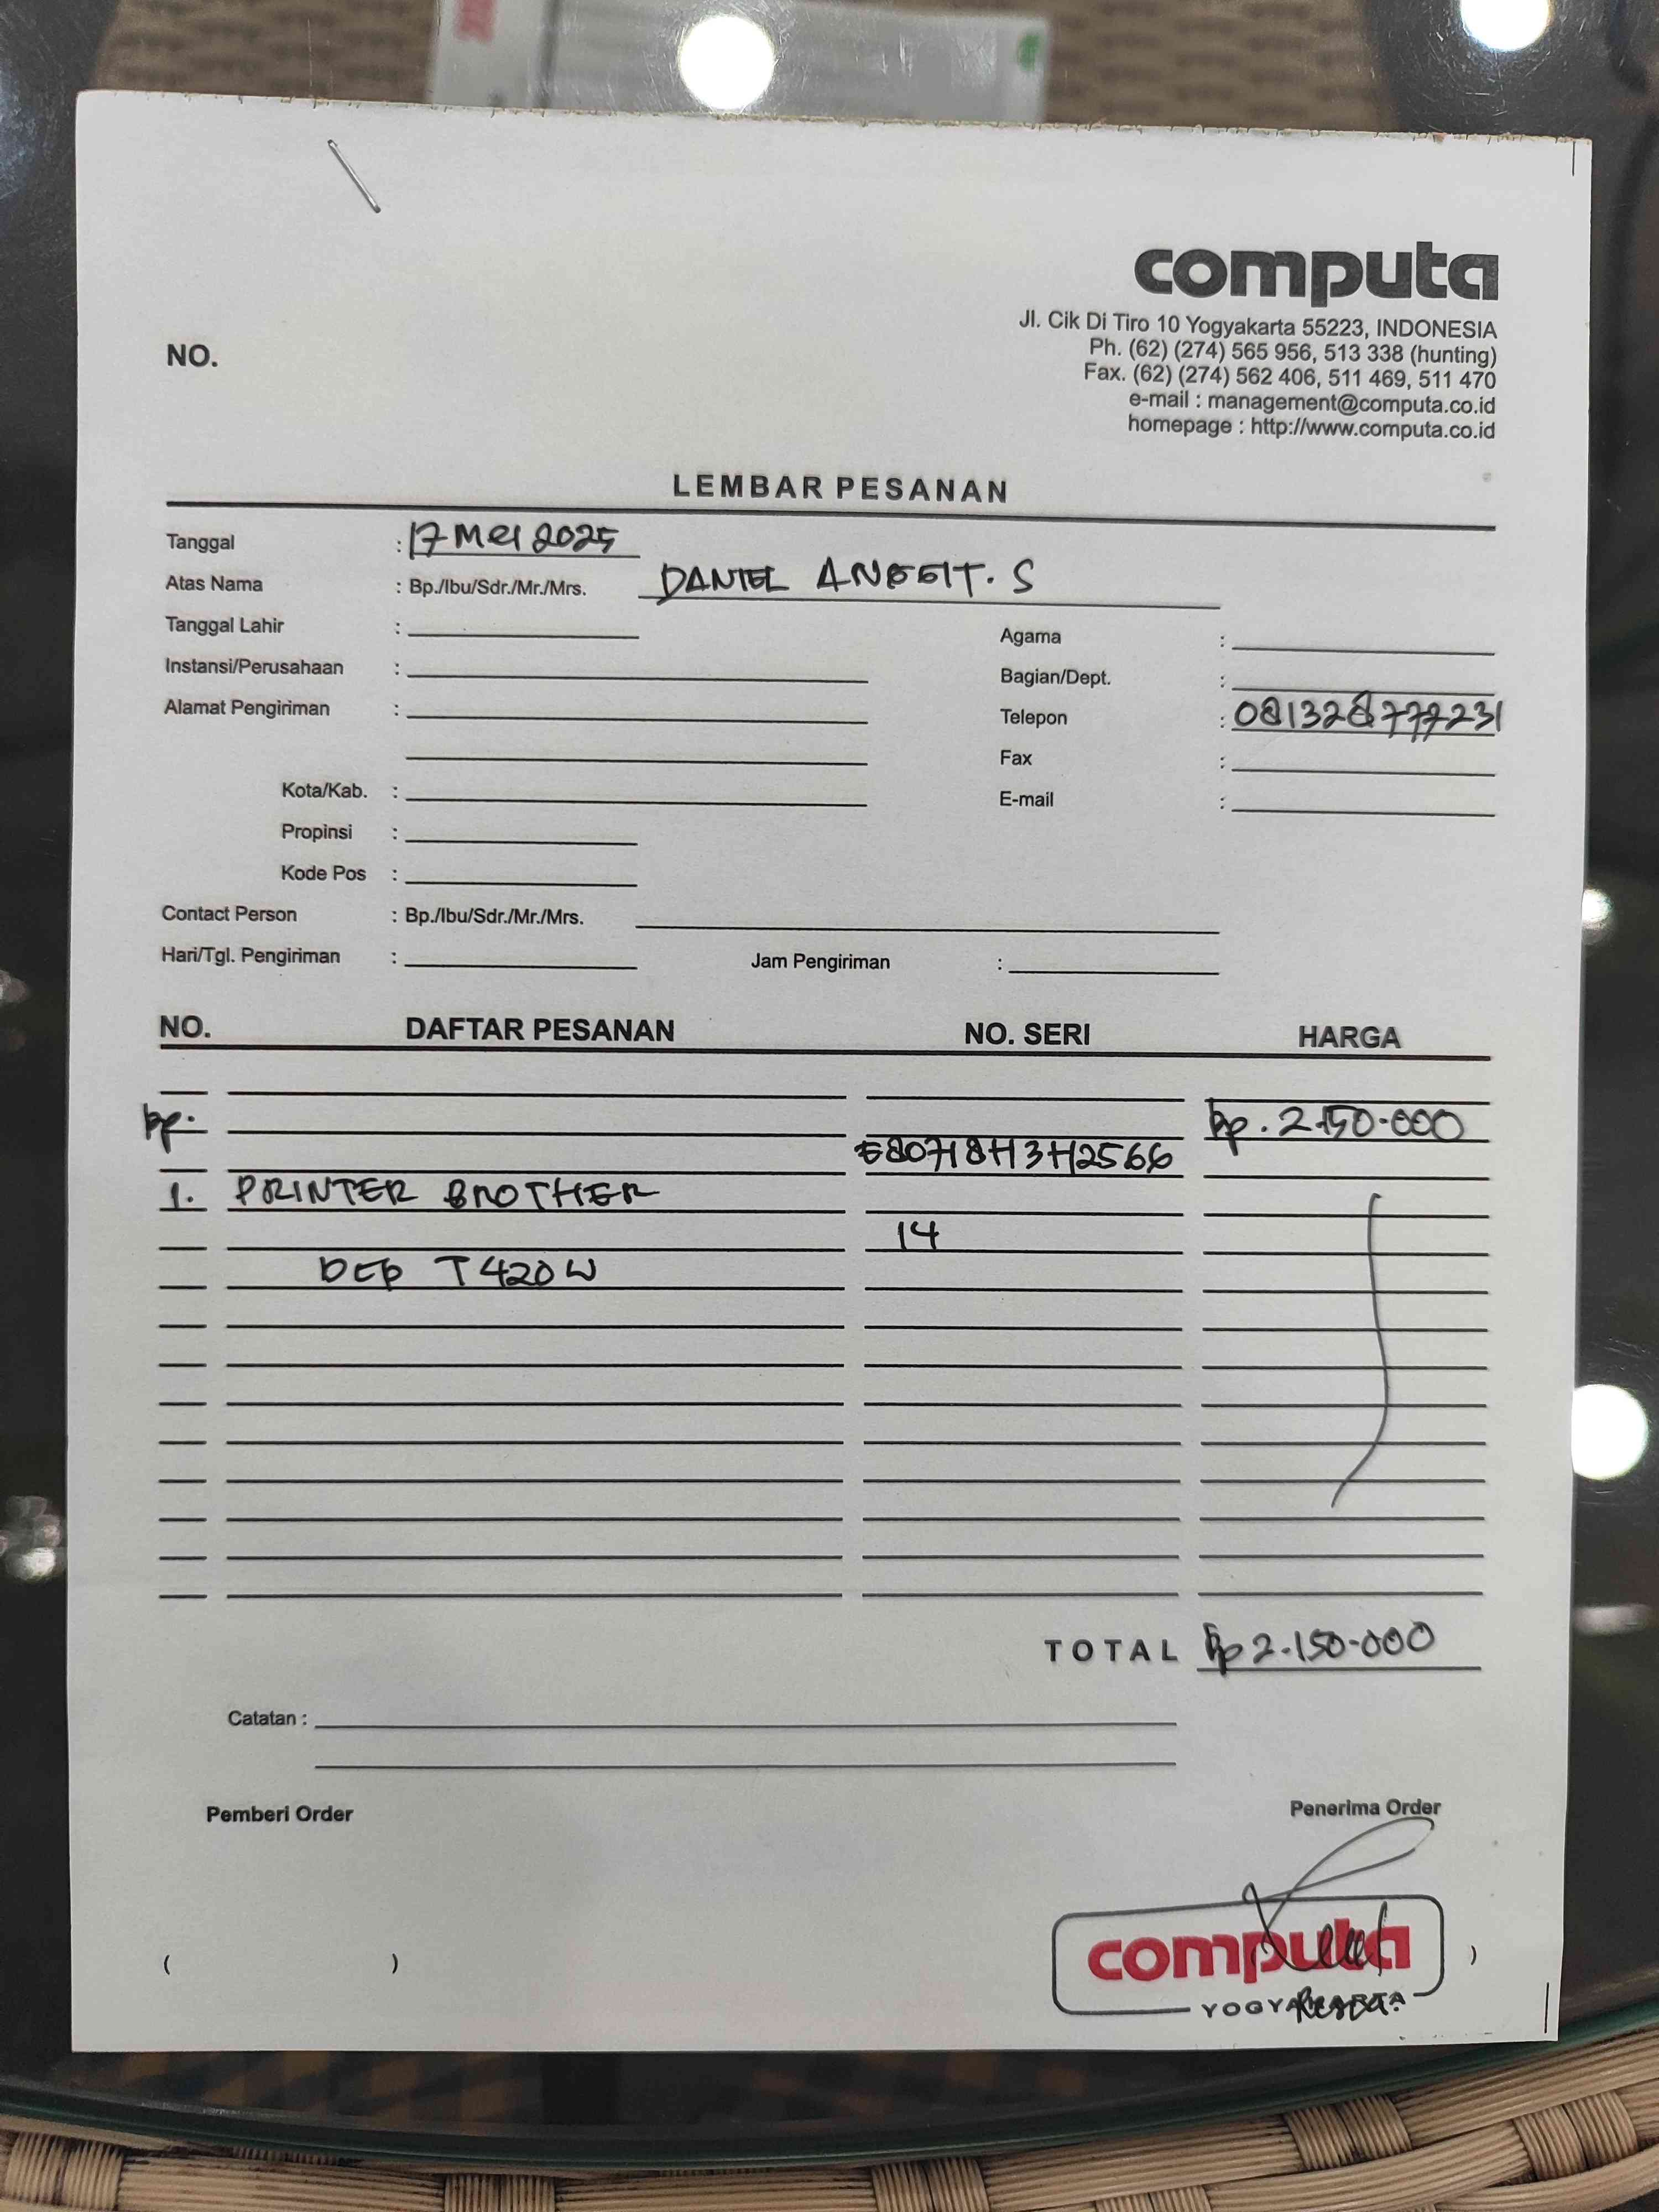 computa
Jl. Cik Di Tiro 10 Yogyakarta 55223, INDONESIA
Ph. (62) (274) 565 956, 513 338 (hunting)
Fax. (62) (274) 562 406, 511 469, 511 470
e-mail : management@computa.co.id
homepage : http://www.computa.co.id
NO.
LEMBAR PESANAN
Tanggal : 17 Mei 2025
Atas Nama : Bp./Ibu/Sdr./Mr./Mrs. DANIEL ANGGIT. S
Tanggal Lahir : Agama :
Instansi/Perusahaan : Bagian/Dept. :
Alamat Pengiriman : Telepon : 081328777231
Fax :
Kota/Kab. : E-mail :
Propinsi :
Kode Pos :
Contact Person : Bp./Ibu/Sdr./Mr./Mrs.
Hari/Tgl. Pengiriman : Jam Pengiriman :
NO. DAFTAR PESANAN NO. SERI HARGA
Rp. Rp. 2.150.000
E80718H3H2566
1. PRINTER BROTHER
14
DCP T420W
TOTAL Rp 2.150.000
Catatan :
Pemberi Order Penerima Order
( ) computa )
YOGYAKARTA